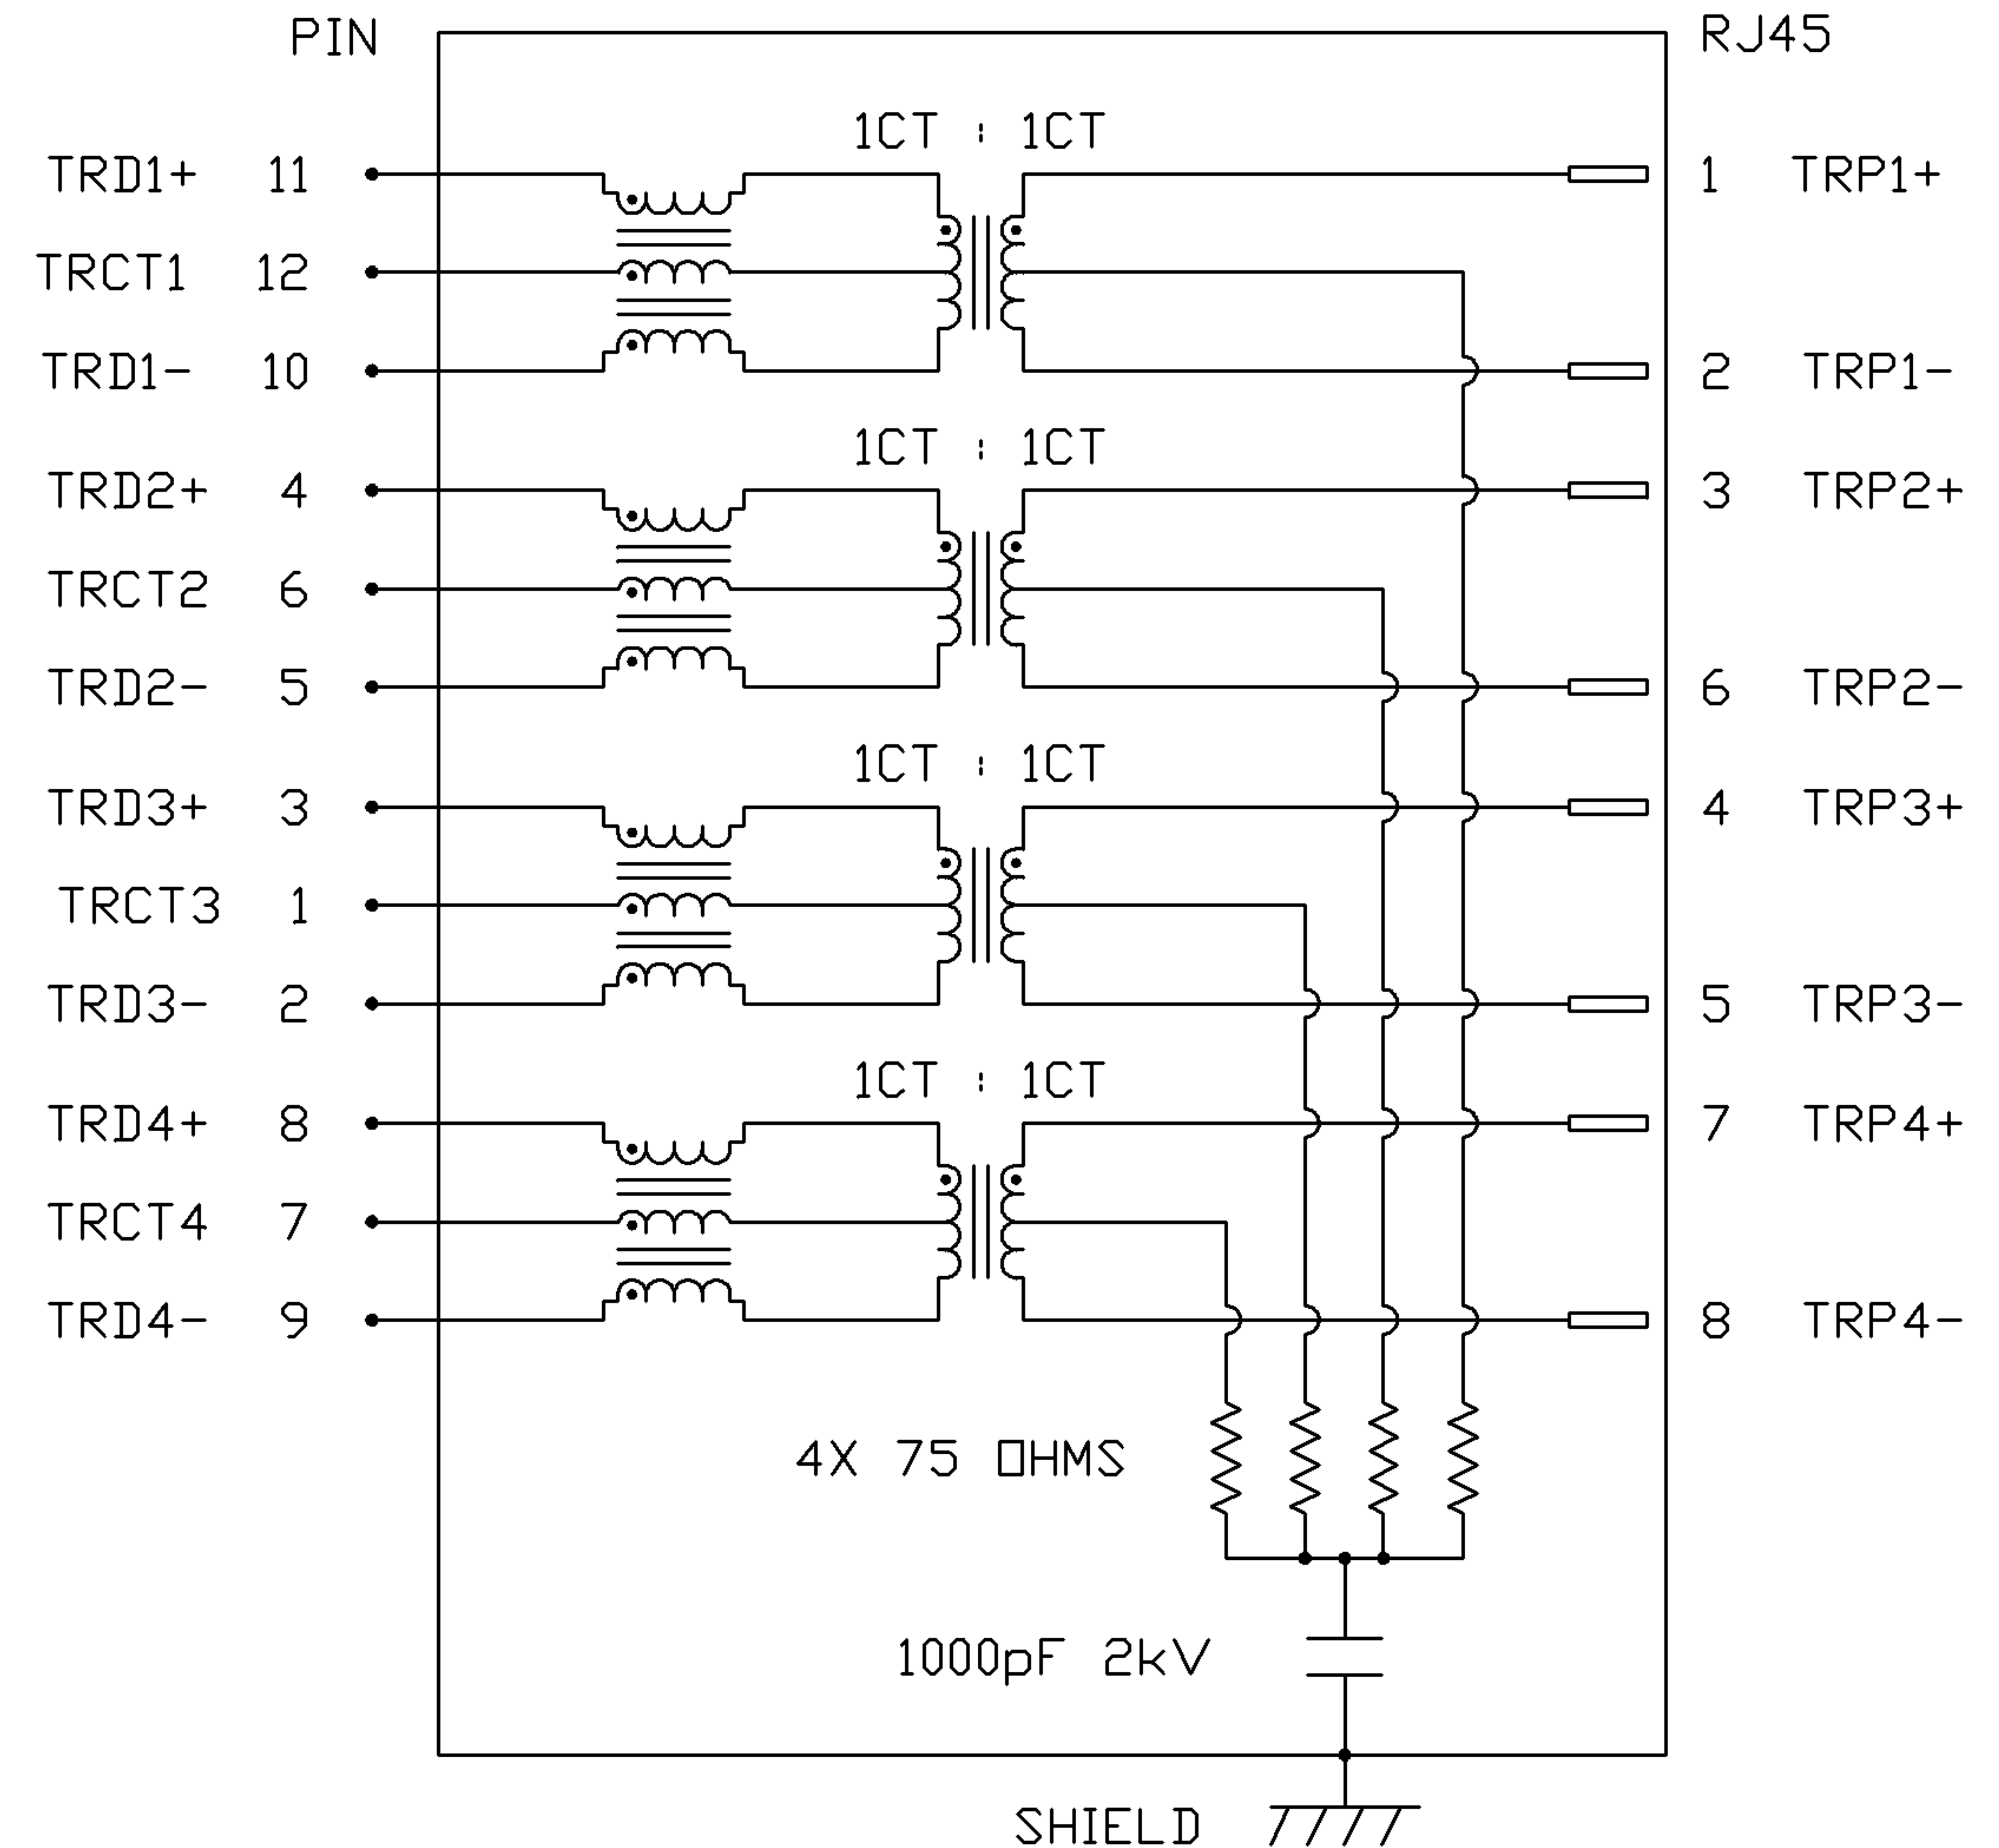 PIN RJ45
1CT : 1CT
TRD1+ 11 1 TRP1+
TRCT1 12
TRD1- 10 2 TRP1-
1CT : 1CT
TRD2+ 4 3 TRP2+
TRCT2 6
TRD2- 5 6 TRP2-
1CT : 1CT
TRD3+ 3 4 TRP3+
TRCT3 1
TRD3- 2 5 TRP3-
1CT : 1CT
TRD4+ 8 7 TRP4+
TRCT4 7
TRD4- 9 8 TRP4-
4X 75 OHMS
1000pF 2kV
SHIELD